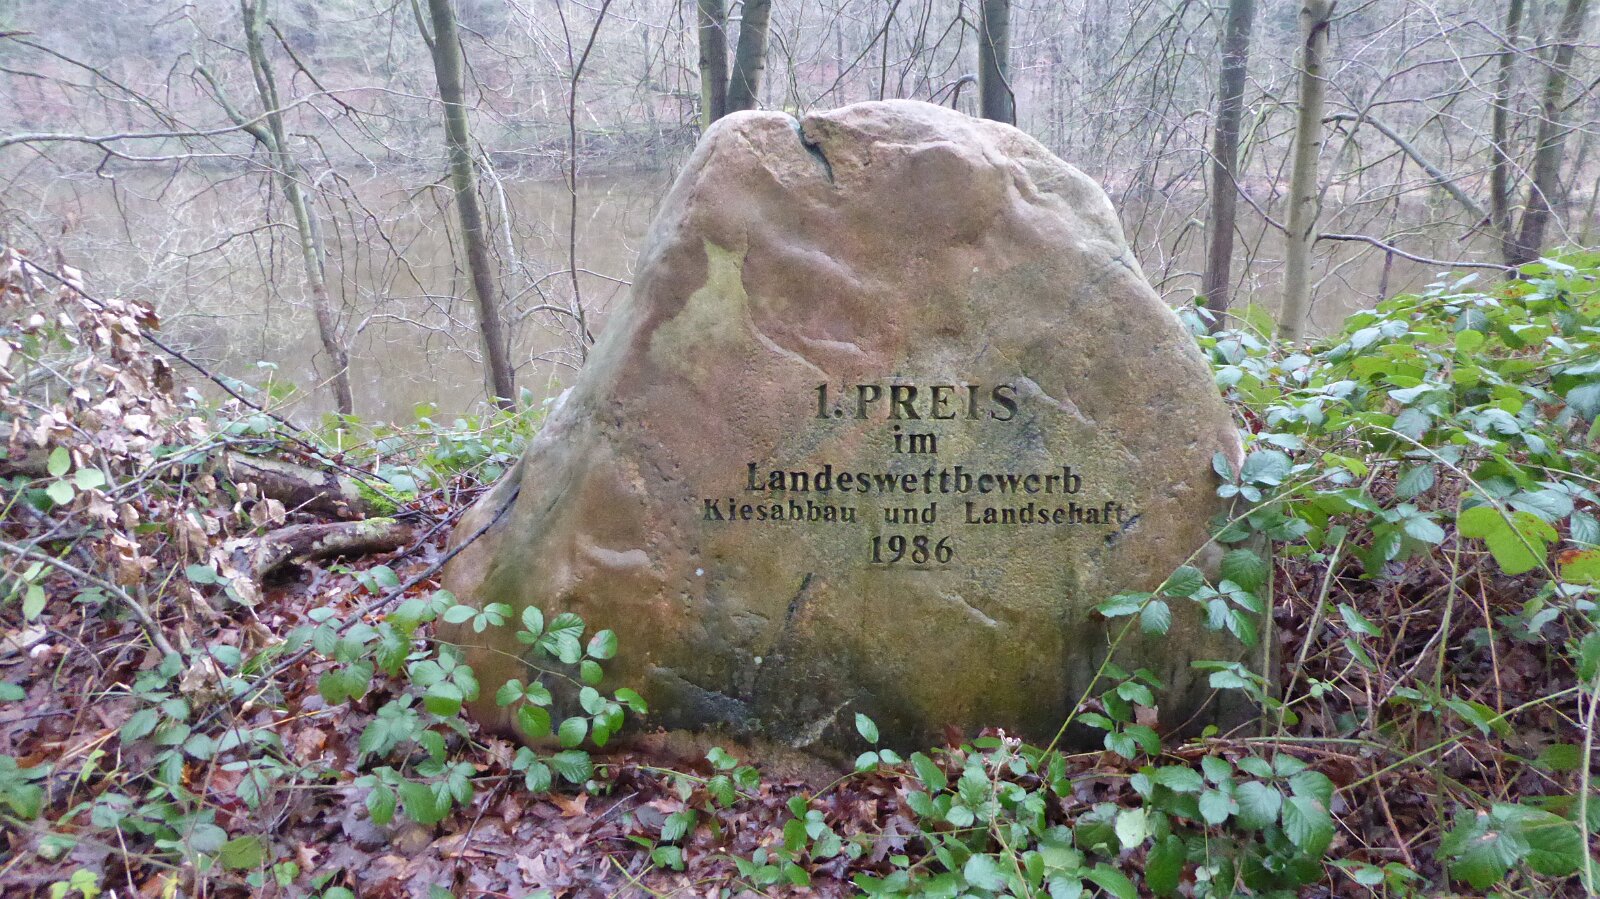 1. PREIS
im
Landeswettbewerb
Kiesabbau und Landschaft
1986